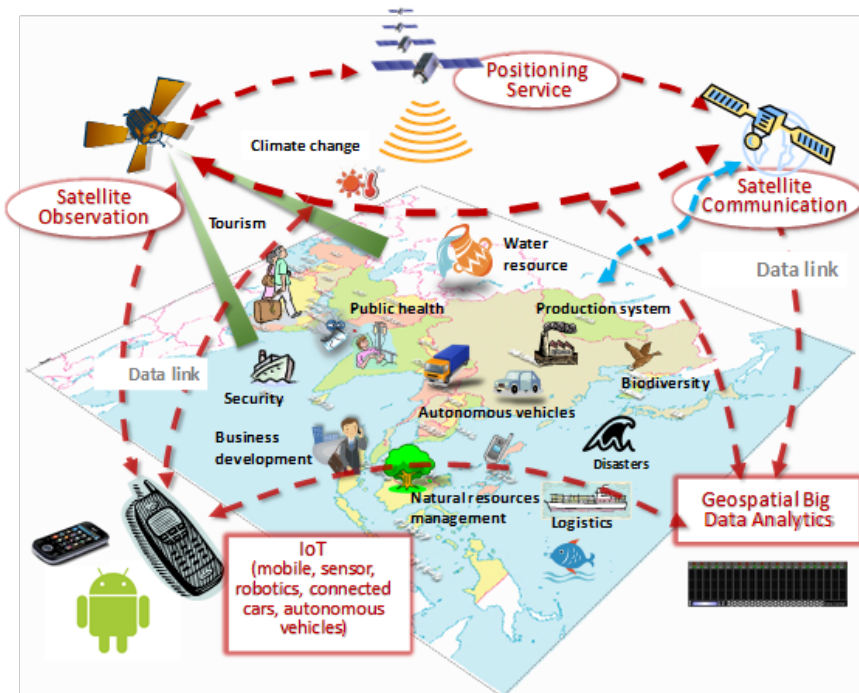 Positioning
Service
Climate change
Satellite
Observation
Satellite
Communication
Tourism
Water
resource
Data link
Public health
Production system
Data link
Security
Biodiversity
Autonomous vehicles
Business
development
Disasters
Natural resources
management
Logistics
Geospatial Big
Data Analytics
IoT
(mobile, sensor,
robotics, connected
cars, autonomous
vehicles)